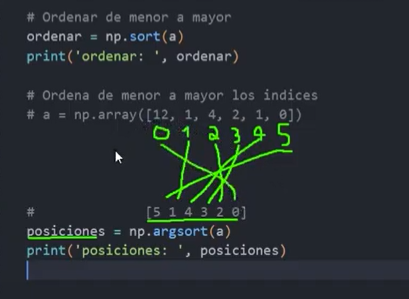 # Ordenar de menor a mayor
ordenar = np.sort(a)
print('ordenar: ', ordenar)
# Ordena de menor a mayor los indices
# a = np.array([12, 1, 4, 2, 1, 0])
0 1 2 3 4 5
# [5 1 4 3 2 0]
posiciones = np.argsort(a)
print('posiciones: ', posiciones)